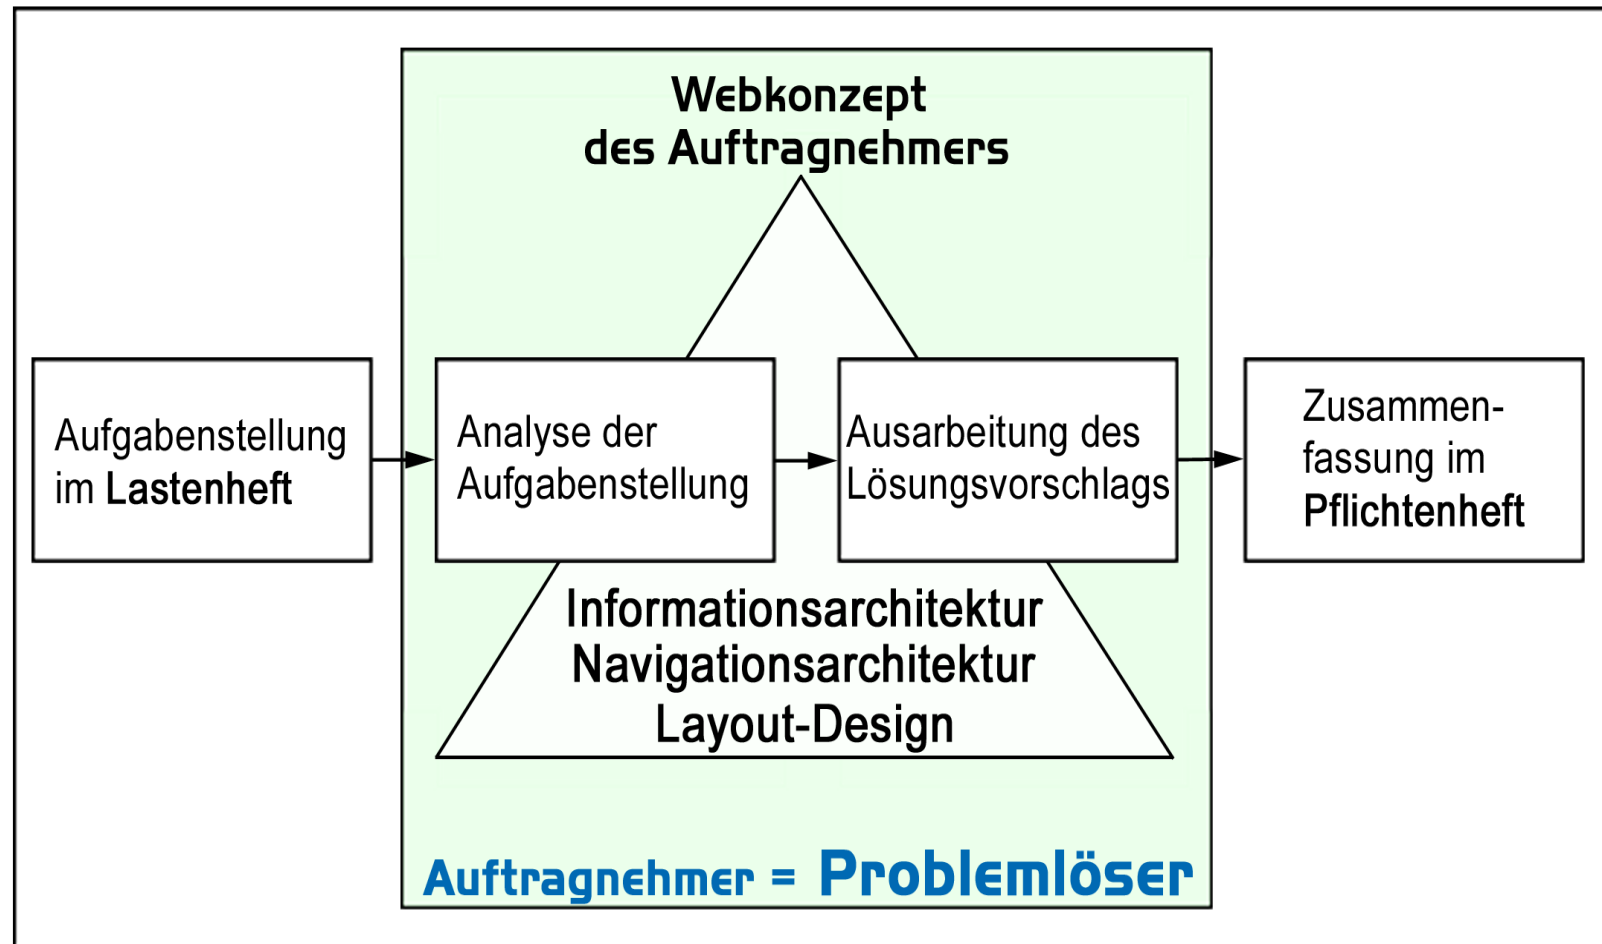 Webkonzept
des Auftragnehmers
Aufgabenstellung
im Lastenheft
Analyse der
Aufgabenstellung
Ausarbeitung des
Lösungsvorschlags
Zusammen-
fassung im
Pflichtenheft
Informationsarchitektur
Navigationsarchitektur
Layout-Design
Auftragnehmer = Problemlöser